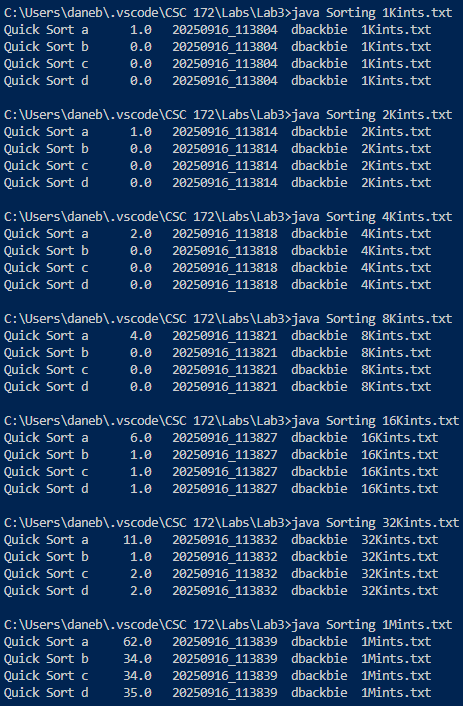 C:\Users\daneb\.vscode\CSC 172\Labs\Lab3>java Sorting 1Kints.txt
Quick Sort a      1.0   20250916_113804  dbackbie  1Kints.txt
Quick Sort b      0.0   20250916_113804  dbackbie  1Kints.txt
Quick Sort c      0.0   20250916_113804  dbackbie  1Kints.txt
Quick Sort d      0.0   20250916_113804  dbackbie  1Kints.txt
C:\Users\daneb\.vscode\CSC 172\Labs\Lab3>java Sorting 2Kints.txt
Quick Sort a      1.0   20250916_113814  dbackbie  2Kints.txt
Quick Sort b      0.0   20250916_113814  dbackbie  2Kints.txt
Quick Sort c      0.0   20250916_113814  dbackbie  2Kints.txt
Quick Sort d      0.0   20250916_113814  dbackbie  2Kints.txt
C:\Users\daneb\.vscode\CSC 172\Labs\Lab3>java Sorting 4Kints.txt
Quick Sort a      2.0   20250916_113818  dbackbie  4Kints.txt
Quick Sort b      0.0   20250916_113818  dbackbie  4Kints.txt
Quick Sort c      0.0   20250916_113818  dbackbie  4Kints.txt
Quick Sort d      0.0   20250916_113818  dbackbie  4Kints.txt
C:\Users\daneb\.vscode\CSC 172\Labs\Lab3>java Sorting 8Kints.txt
Quick Sort a      4.0   20250916_113821  dbackbie  8Kints.txt
Quick Sort b      0.0   20250916_113821  dbackbie  8Kints.txt
Quick Sort c      0.0   20250916_113821  dbackbie  8Kints.txt
Quick Sort d      0.0   20250916_113821  dbackbie  8Kints.txt
C:\Users\daneb\.vscode\CSC 172\Labs\Lab3>java Sorting 16Kints.txt
Quick Sort a      6.0   20250916_113827  dbackbie  16Kints.txt
Quick Sort b      1.0   20250916_113827  dbackbie  16Kints.txt
Quick Sort c      1.0   20250916_113827  dbackbie  16Kints.txt
Quick Sort d      1.0   20250916_113827  dbackbie  16Kints.txt
C:\Users\daneb\.vscode\CSC 172\Labs\Lab3>java Sorting 32Kints.txt
Quick Sort a     11.0   20250916_113832  dbackbie  32Kints.txt
Quick Sort b      1.0   20250916_113832  dbackbie  32Kints.txt
Quick Sort c      2.0   20250916_113832  dbackbie  32Kints.txt
Quick Sort d      2.0   20250916_113832  dbackbie  32Kints.txt
C:\Users\daneb\.vscode\CSC 172\Labs\Lab3>java Sorting 1Mints.txt
Quick Sort a     62.0   20250916_113839  dbackbie  1Mints.txt
Quick Sort b     34.0   20250916_113839  dbackbie  1Mints.txt
Quick Sort c     34.0   20250916_113839  dbackbie  1Mints.txt
Quick Sort d     35.0   20250916_113839  dbackbie  1Mints.txt